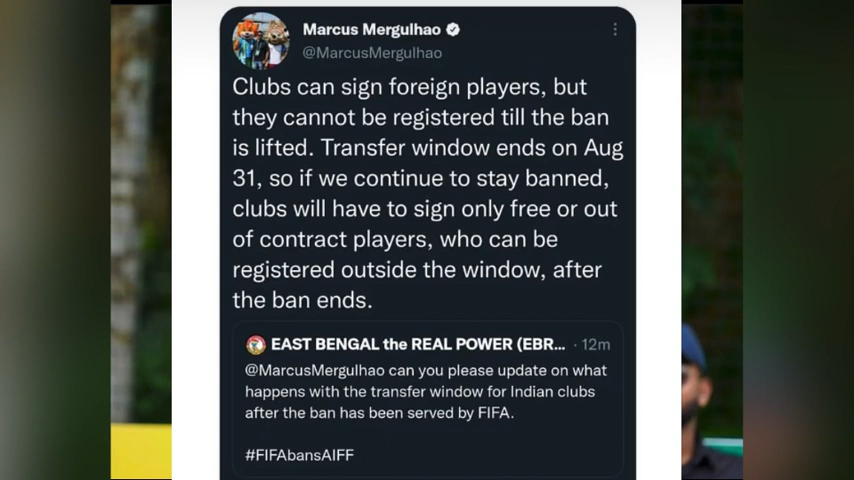 Marcus Mergulhao
@MarcusMergulhao
Clubs can sign foreign players, but
they cannot be registered till the ban
is lifted. Transfer window ends on Aug
31, so if we continue to stay banned,
clubs will have to sign only free or out
of contract players, who can be
registered outside the window, after
the ban ends.
EAST BENGAL the REAL POWER (EBR... · 12m
@MarcusMergulhao can you please update on what
happens with the transfer window for Indian clubs
after the ban has been served by FIFA.
#FIFAbansAIFF